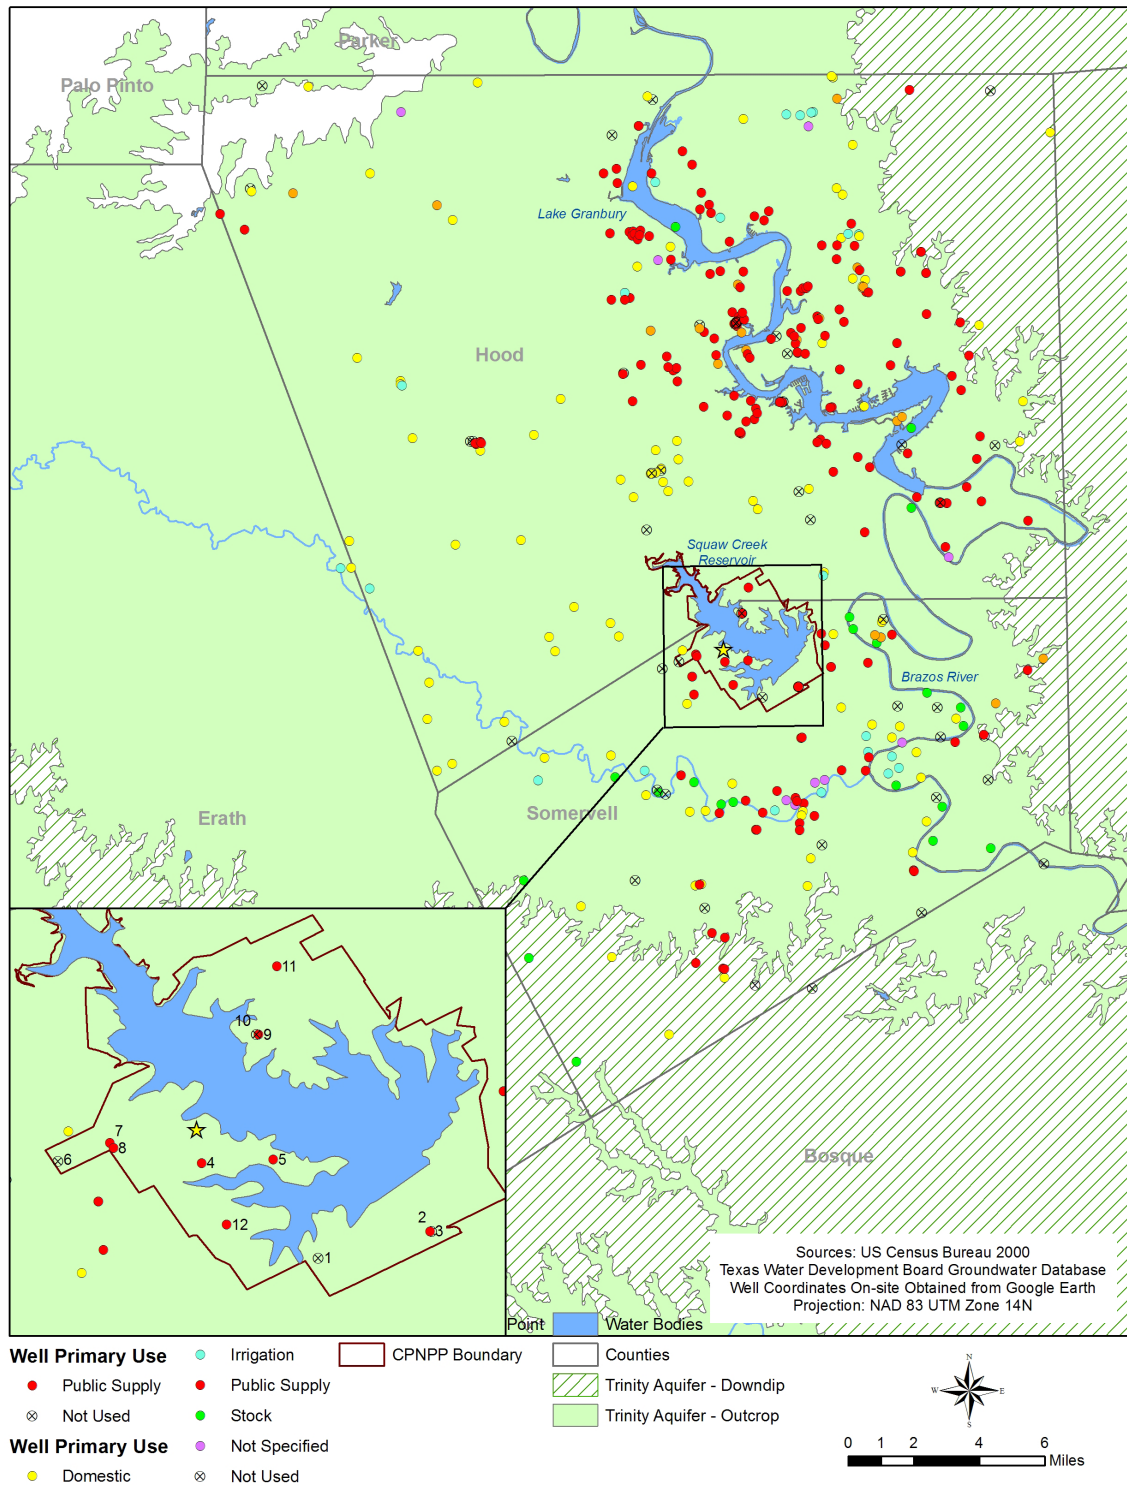 Parker
Palo Pinto
Lake Granbury
Hood
Squaw Creek
Reservoir
Brazos River
Erath
Somervell
11
10
9
7
8
6
4
5
12
2
3
1
Bosque
Sources: US Census Bureau 2000
Texas Water Development Board Groundwater Database
Well Coordinates On-site Obtained from Google Earth
Projection: NAD 83 UTM Zone 14N
Point
Water Bodies
Well Primary Use
Irrigation
CPNPP Boundary
Counties
Public Supply
Public Supply
Trinity Aquifer - Downdip
Not Used
Stock
Trinity Aquifer - Outcrop
Well Primary Use
Not Specified
Domestic
Not Used
N
W
E
S
0 1 2 4 6
Miles